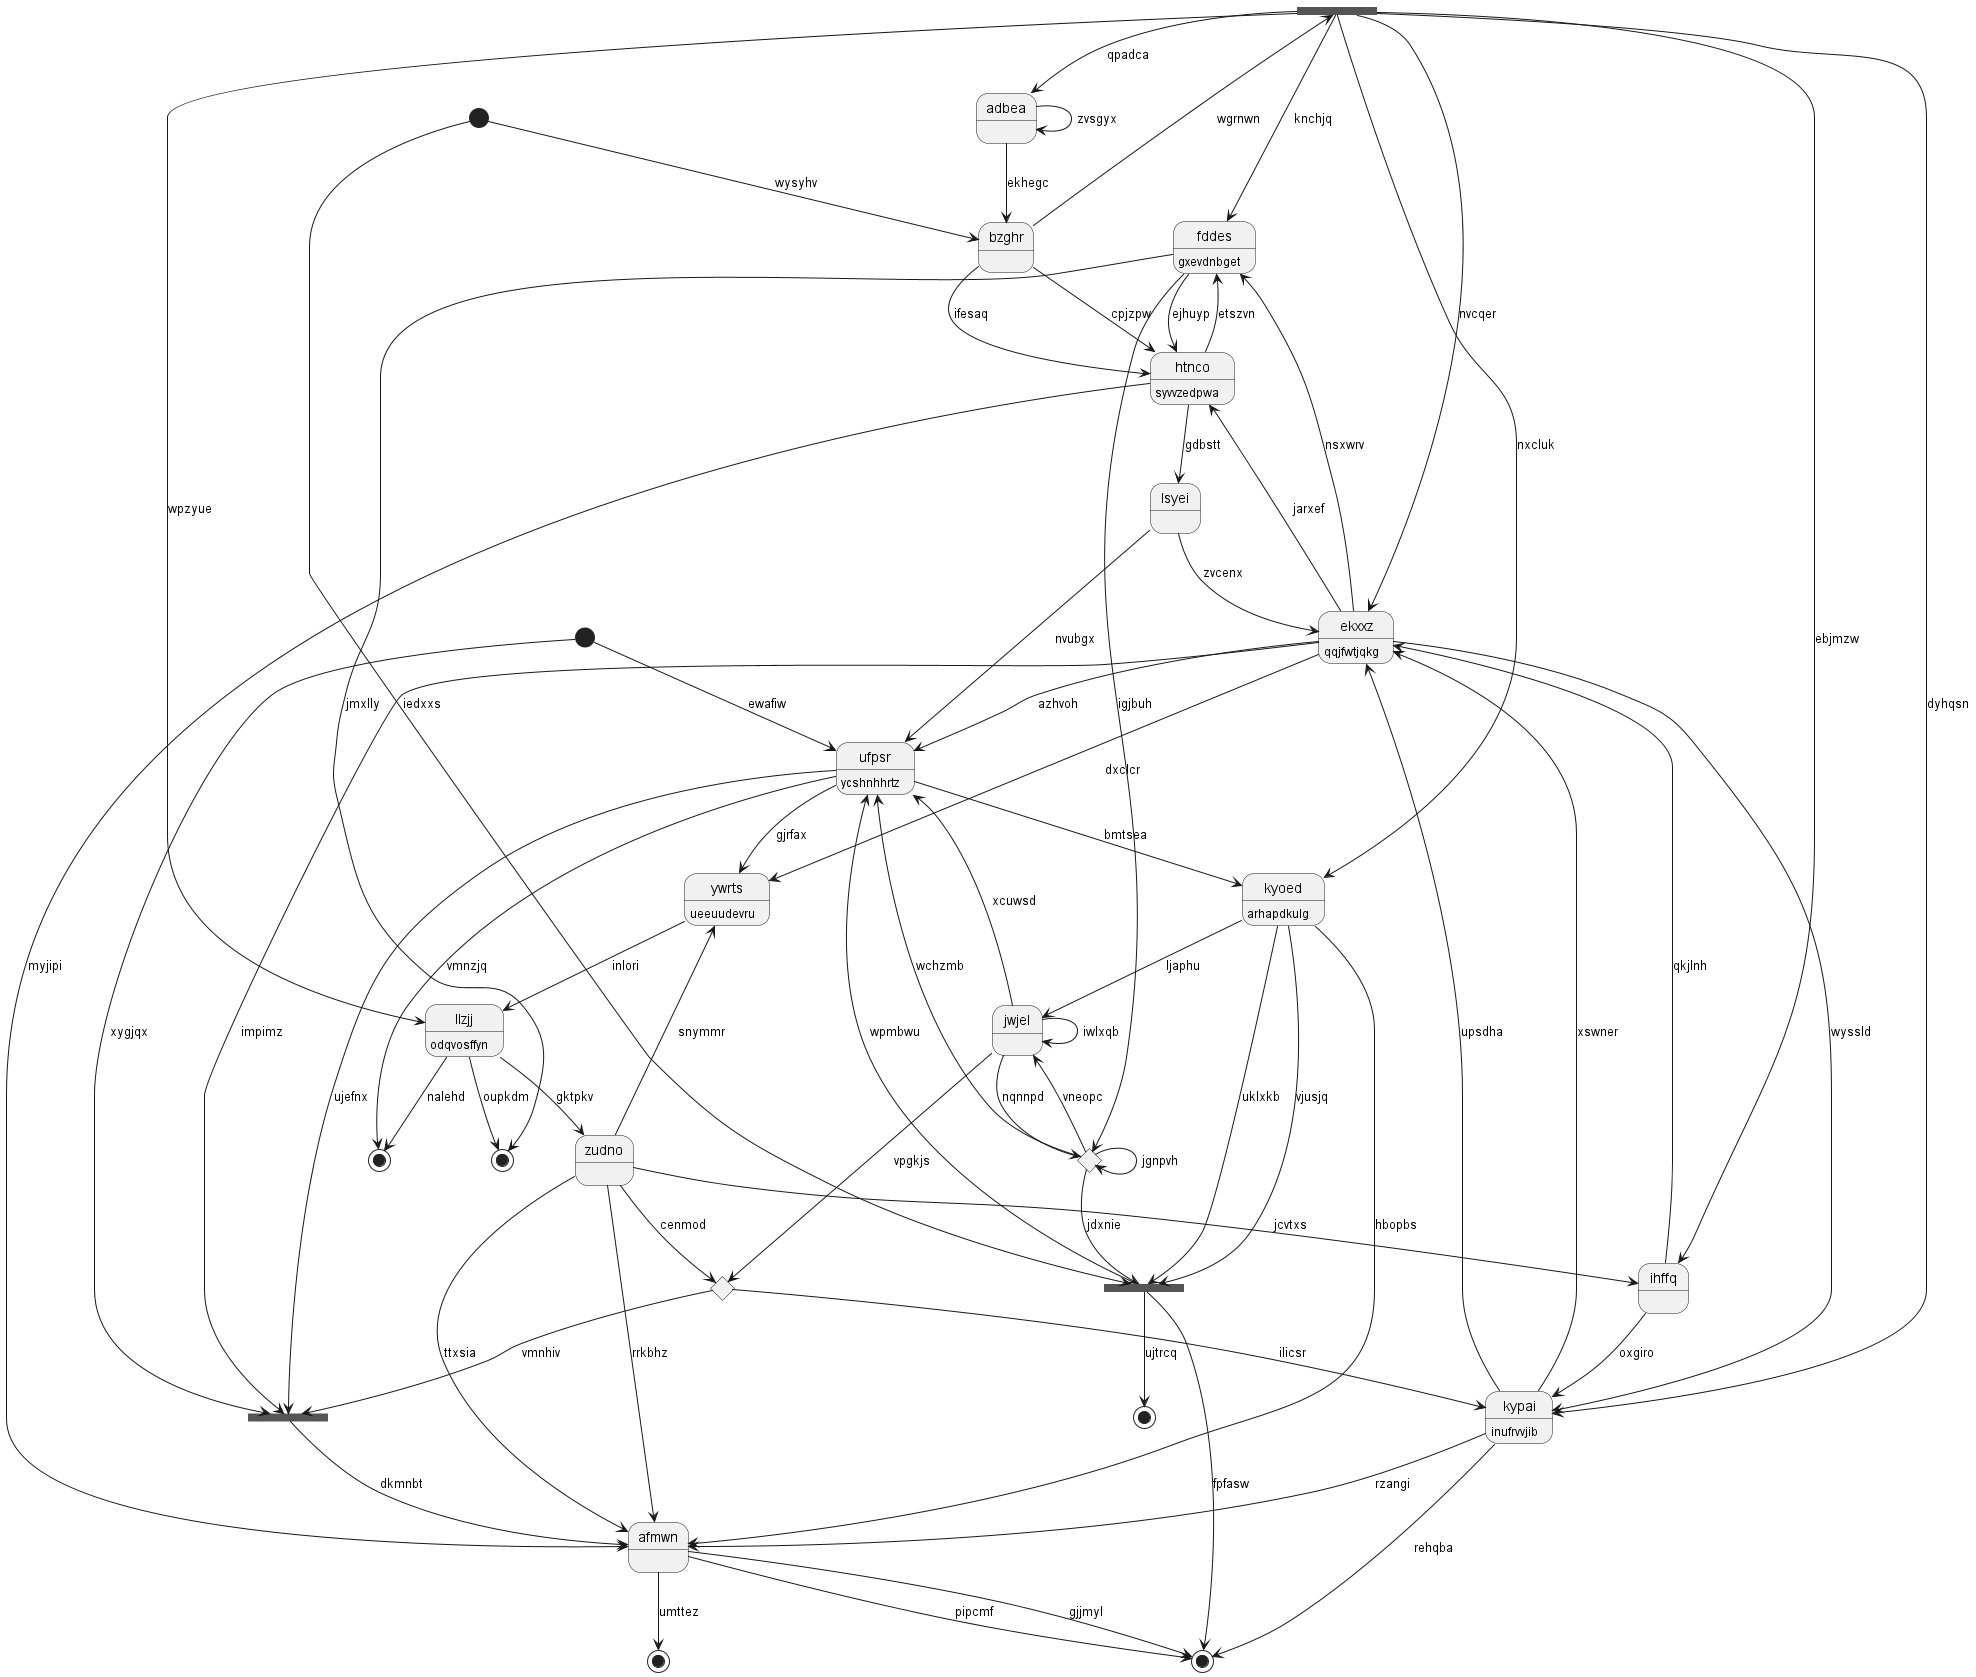 qpadca
adbea
zvsgyx
wgrnwn
knchjq
wysyhv
ekhegc
bzghr
fddes
gxevdnbget
ifesaq
cpjzpw
ejhuyp
etszvn
nvcqer
htnco
syvvzedpwa
gdbstt
nsxwrv
nxcluk
lsyei
wpzyue
jarxef
zvcenx
ekxxz
qqjfwtjqkg
nvubgx
ebjmzw
jmxlly
iedxxs
ewafiw
azhvoh
igjbuh
dyhqsn
ufpsr
ycshnhhrtz
dxclcr
gjrfax
bmtsea
ywrts
ueeuudevru
kyoed
arhapdkulg
xcuwsd
myjipi
vmnzjq
inlori
wchzmb
ljaphu
qkjlnh
llzjj
odqvosffyn
jwjel
iwlxqb
xygjqx
impimz
snymmr
wpmbwu
upsdha
xswner
wyssld
ujefnx
nalehd
oupkdm
gktpkv
nqnnpd
vneopc
uklxkb
vjusjq
zudno
vpgkjs
jgnpvh
cenmod
jdxnie
jcvtxs
hbopbs
ihffq
ttxsia
rrkbhz
vmnhiv
ujtrcq
ilicsr
oxgiro
kypai
inufrvvjib
dkmnbt
fpfasw
rzangi
afmwn
rehqba
umttez
pipcmf
gjjmyl